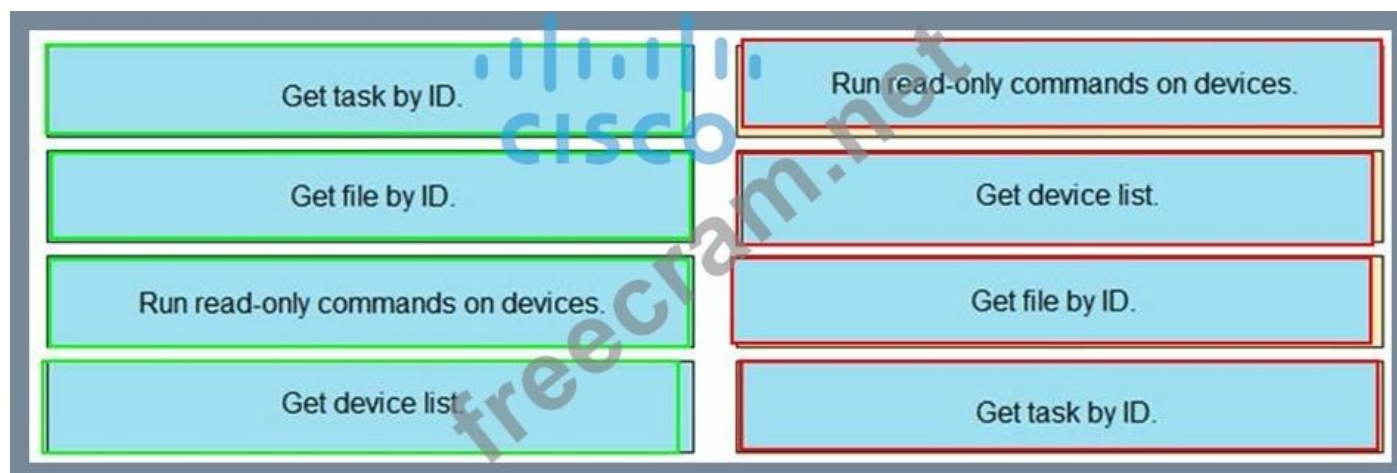 Get task by ID.
Get file by ID.
Run read-only commands on devices.
Get device list.
Run read-only commands on devices.
Get device list.
Get file by ID.
Get task by ID.
CISCO
freecram.net